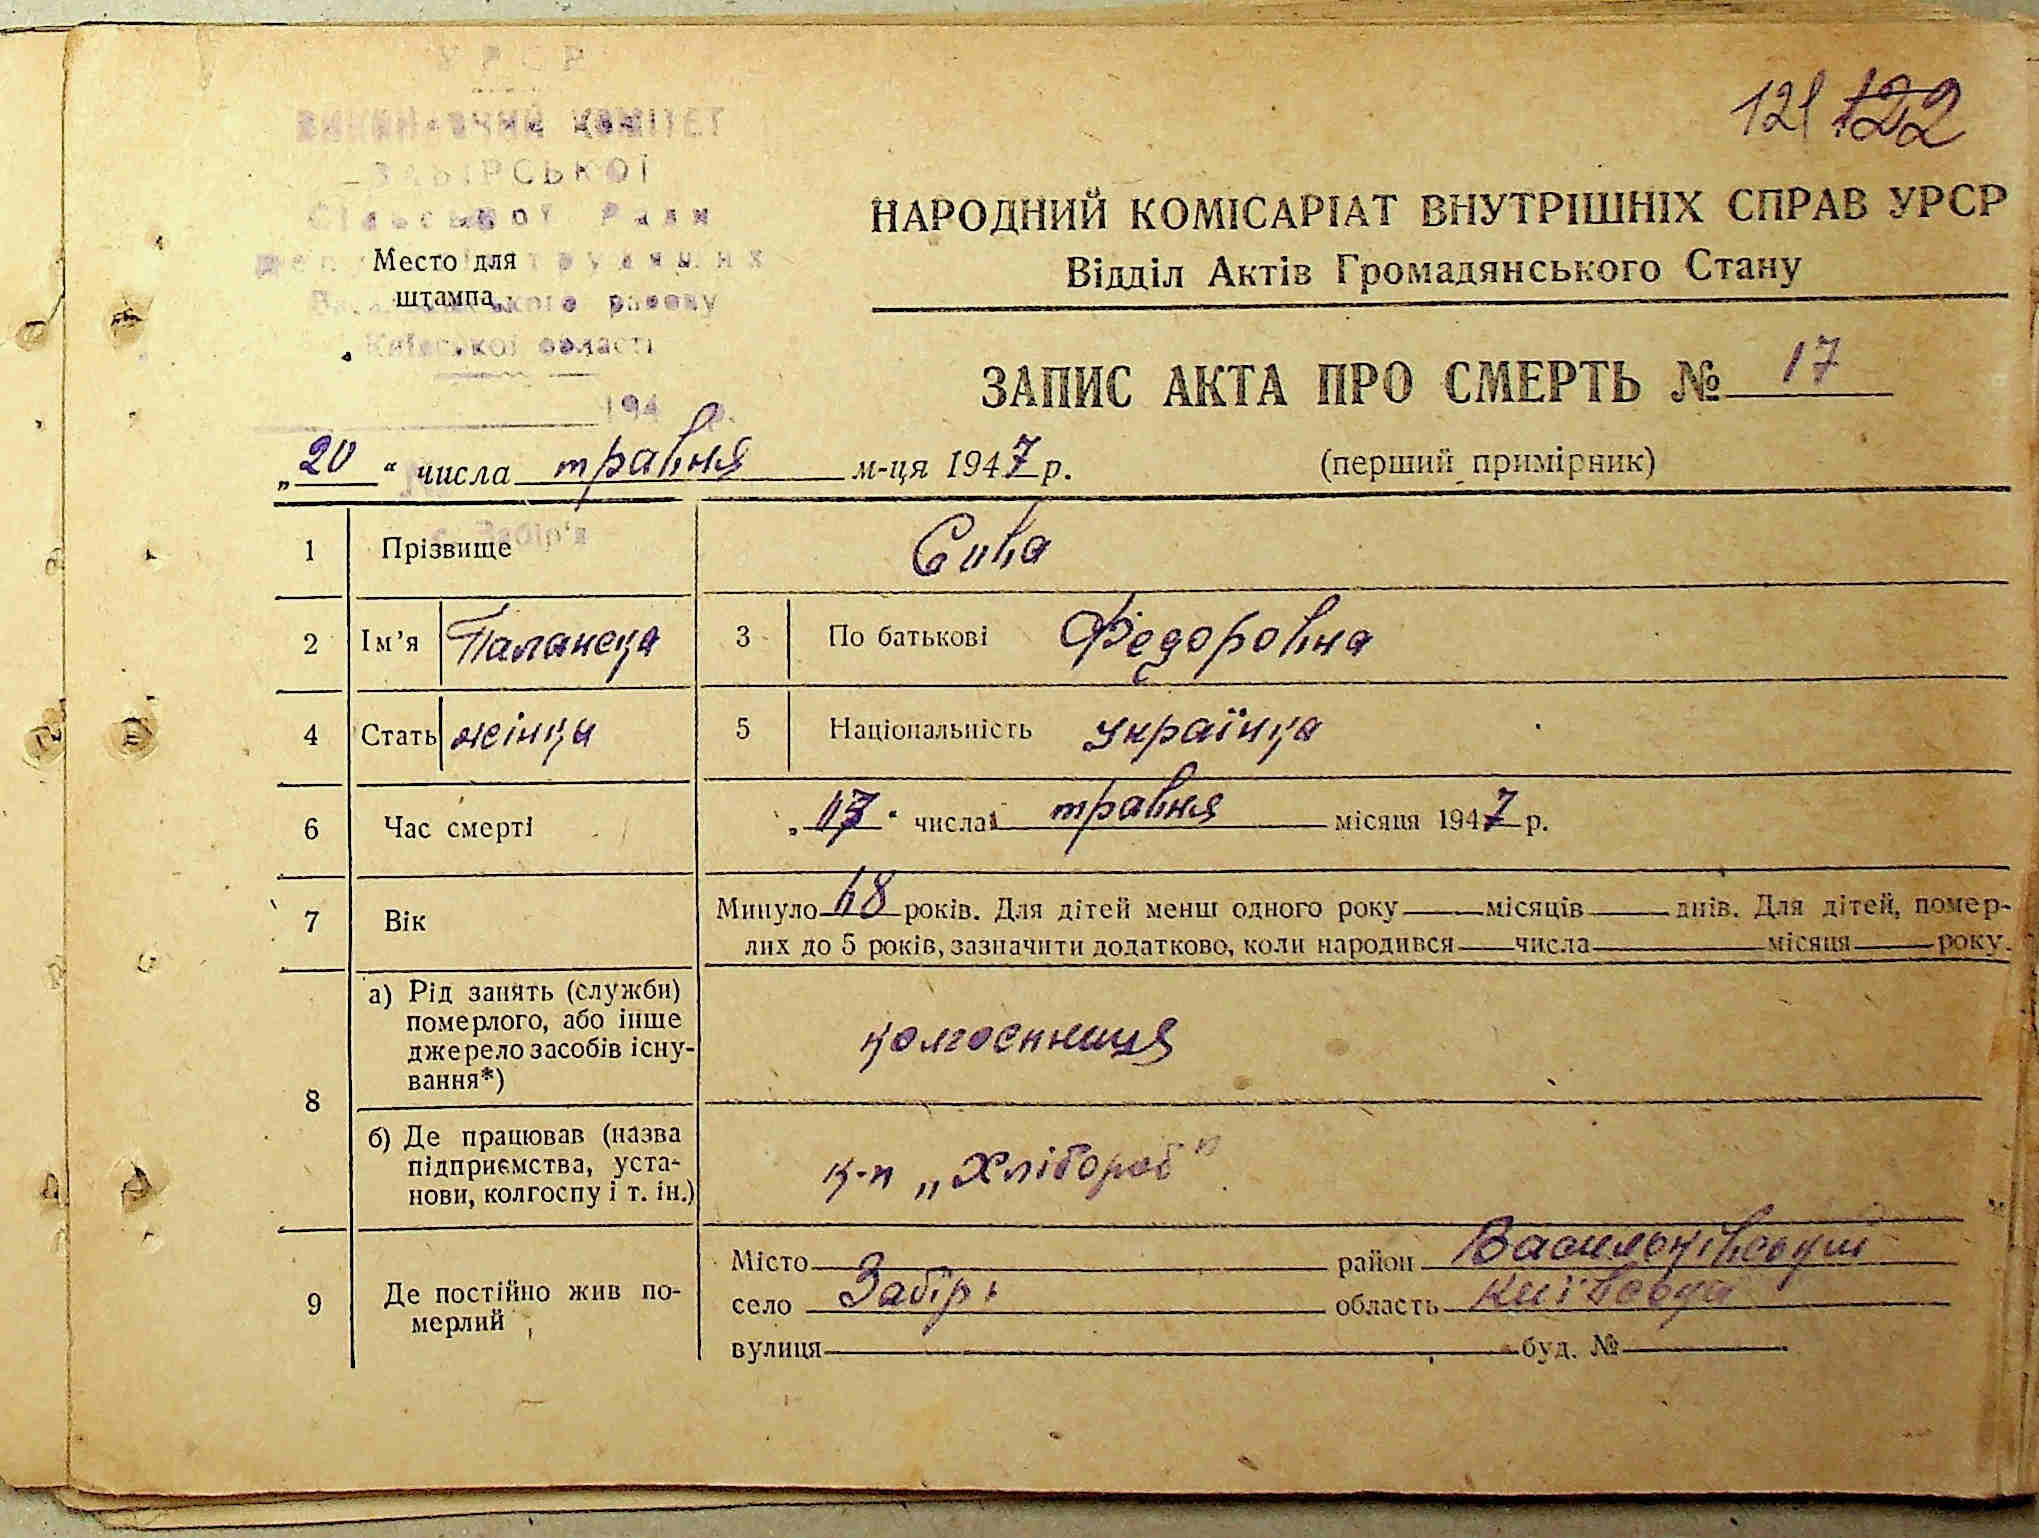 УРСР
ВИКОНАВЧИЙ КОМІТЕТ
ЗАБІРСЬКОЇ
Сільської Ради
депутатів трудящих
Київської області
194 р.
с. Забір'я
Место для
штампа
121 122
НАРОДНИЙ КОМІСАРІАТ ВНУТРІШНІХ СПРАВ УРСР
Відділ Актів Громадянського Стану
ЗАПИС АКТА ПРО СМЕРТЬ № 17
„20“ числа травня м-ця 1947 р.
(перший примірник)
1 Прізвище Сива
2 Ім'я Паланека 3 По батькові Федоровна
4 Стать жінка 5 Національність українка
6 Час смерті „ “ числа травня місяця 1947 р.
7 Вік Минуло 68 років. Для дітей менш одного року місяців днів. Для дітей, помер-
лих до 5 років, зазначити додатково, коли народився числа місяця року.
8 а) Рід занять (служби)
померлого, або інше
джерело засобів існу-
вання*)
колгоспниця
б) Де працював (назва
підприємства, уста-
нови, колгоспу і т. ін.)
к-п „Хлібороб"
9 Де постійно жив по-
мерлий
Місто район Васильківський
село Забір'є область Київська
вулиця буд. №